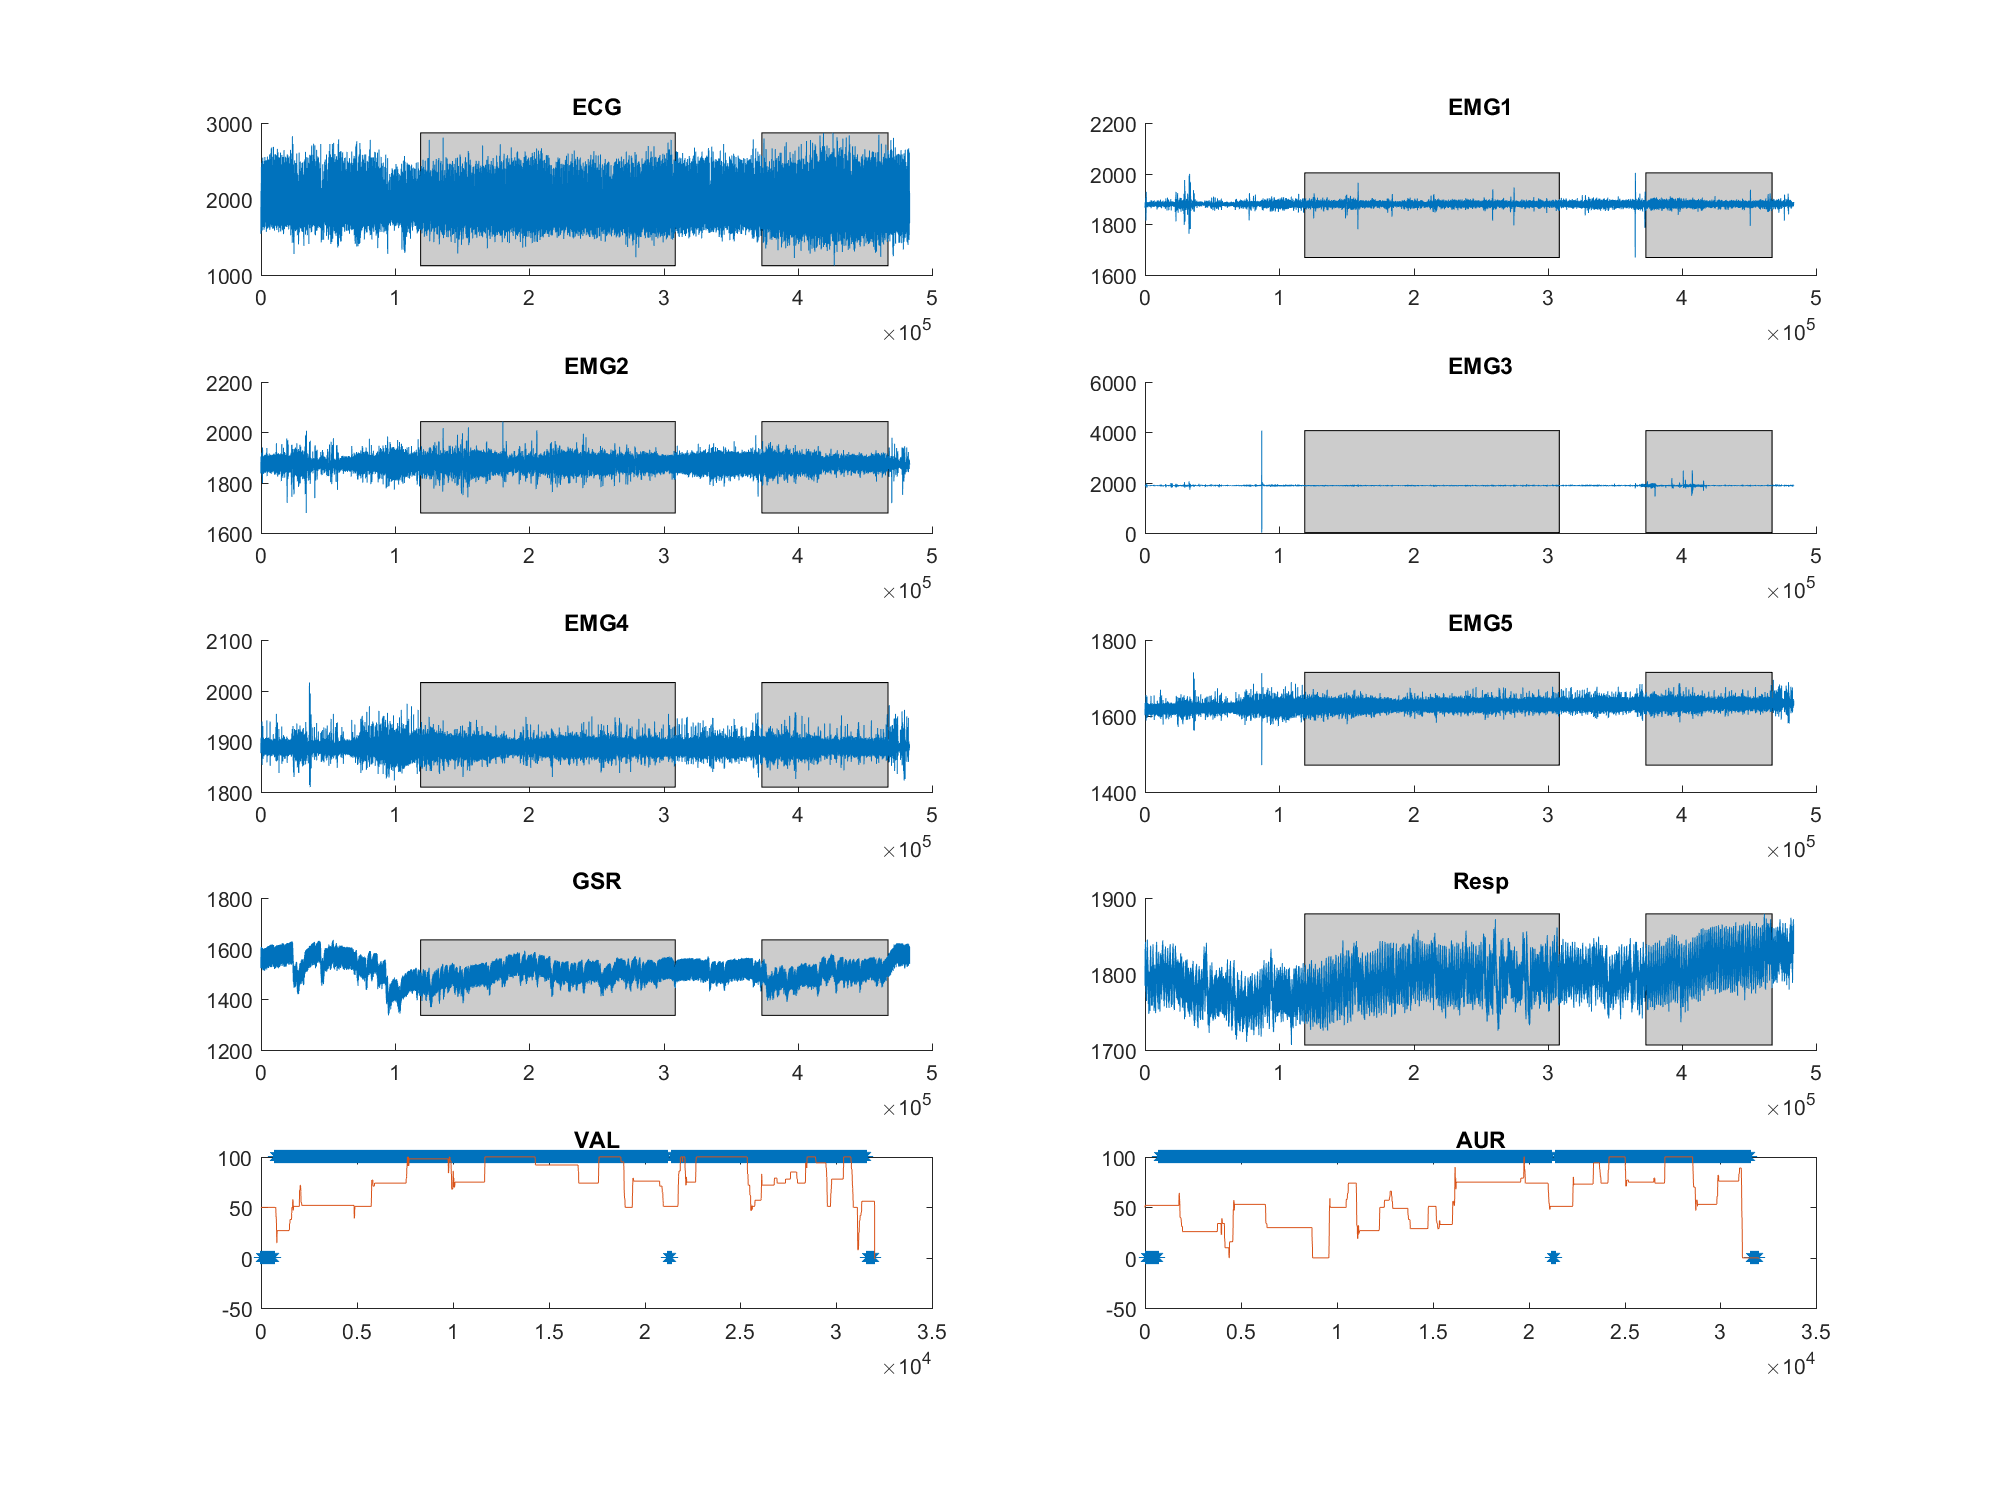 ECG EMG1
3000 2200
2000 2000
1800
1000 1600
0 1 2 3 4 5 0 1 2 3 4 5
×10^5 ×10^5
EMG2 EMG3
2200 6000
2000 4000
1800 2000
1600 0
0 1 2 3 4 5 0 1 2 3 4 5
×10^5 ×10^5
EMG4 EMG5
2100 1800
2000
1900 1600
1800 1400
0 1 2 3 4 5 0 1 2 3 4 5
×10^5 ×10^5
GSR Resp
1800 1900
1600 1800
1400
1200 1700
0 1 2 3 4 5 0 1 2 3 4 5
×10^5 ×10^5
VAL AUR
100 100
50 50
0 0
-50 -50
0 0.5 1 1.5 2 2.5 3 3.5 0 0.5 1 1.5 2 2.5 3 3.5
×10^4 ×10^4